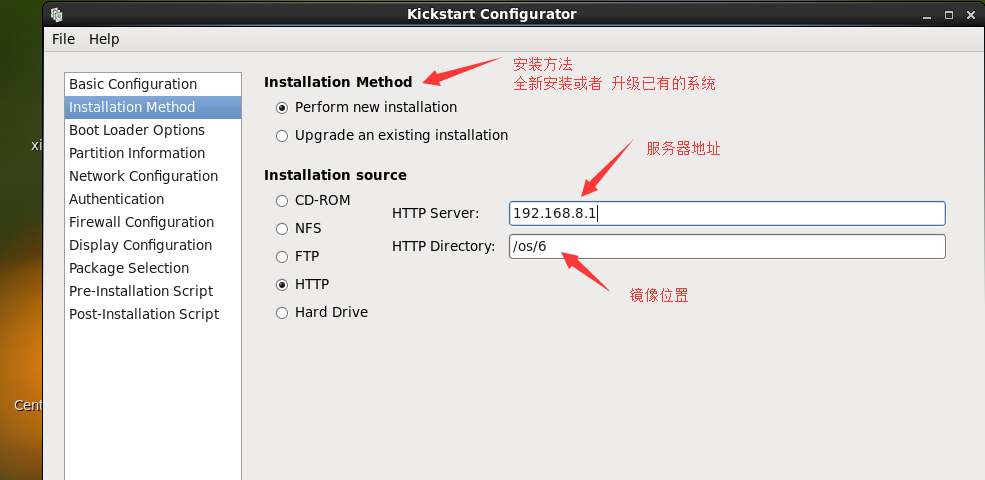 Kickstart Configurator
File Help
Basic Configuration
Installation Method
Boot Loader Options
Partition Information
Network Configuration
Authentication
Firewall Configuration
Display Configuration
Package Selection
Pre-Installation Script
Post-Installation Script
Installation Method
安装方法
全新安装或者 升级已有的系统
Perform new installation
Upgrade an existing installation
服务器地址
Installation source
CD-ROM
NFS
FTP
HTTP
Hard Drive
HTTP Server: 192.168.8.1
HTTP Directory: /os/6
镜像位置
xi
Cent